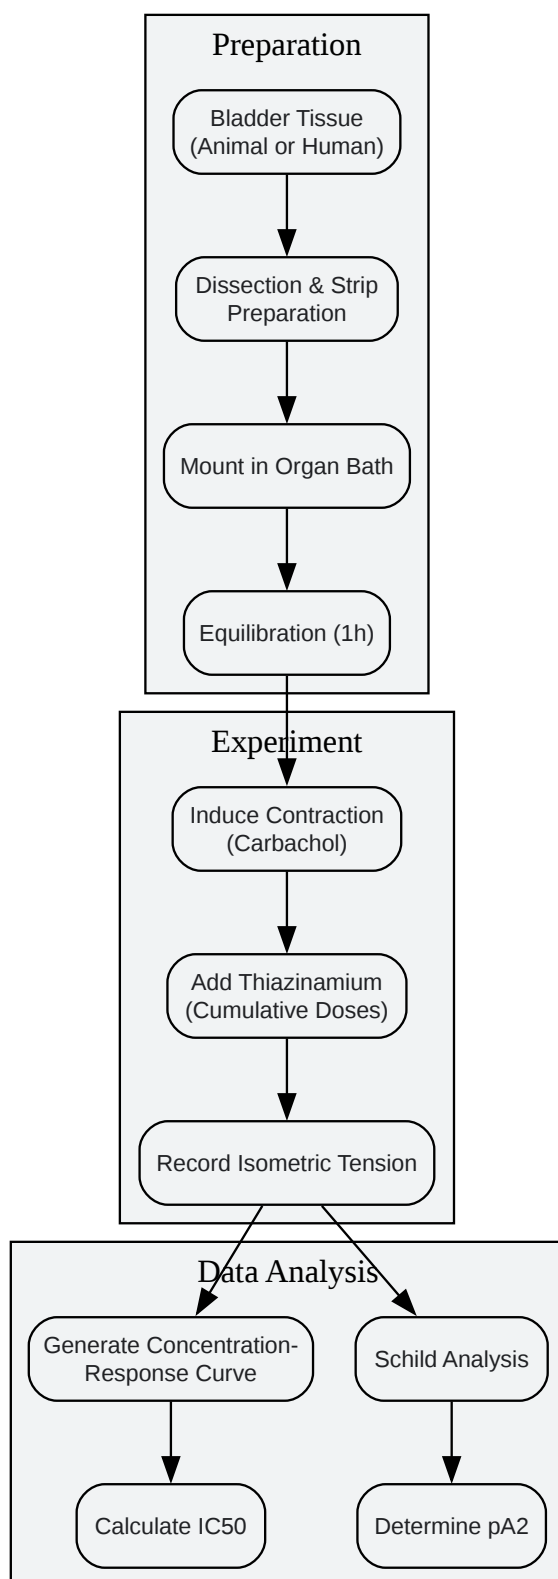 Preparation
Bladder Tissue
(Animal or Human)
Dissection & Strip
Preparation
Mount in Organ Bath
Equilibration (1h)
Experiment
Induce Contraction
(Carbachol)
Add Thiazinamium
(Cumulative Doses)
Record Isometric Tension
Data Analysis
Generate Concentration-
Response Curve
Schild Analysis
Calculate IC50
Determine pA2